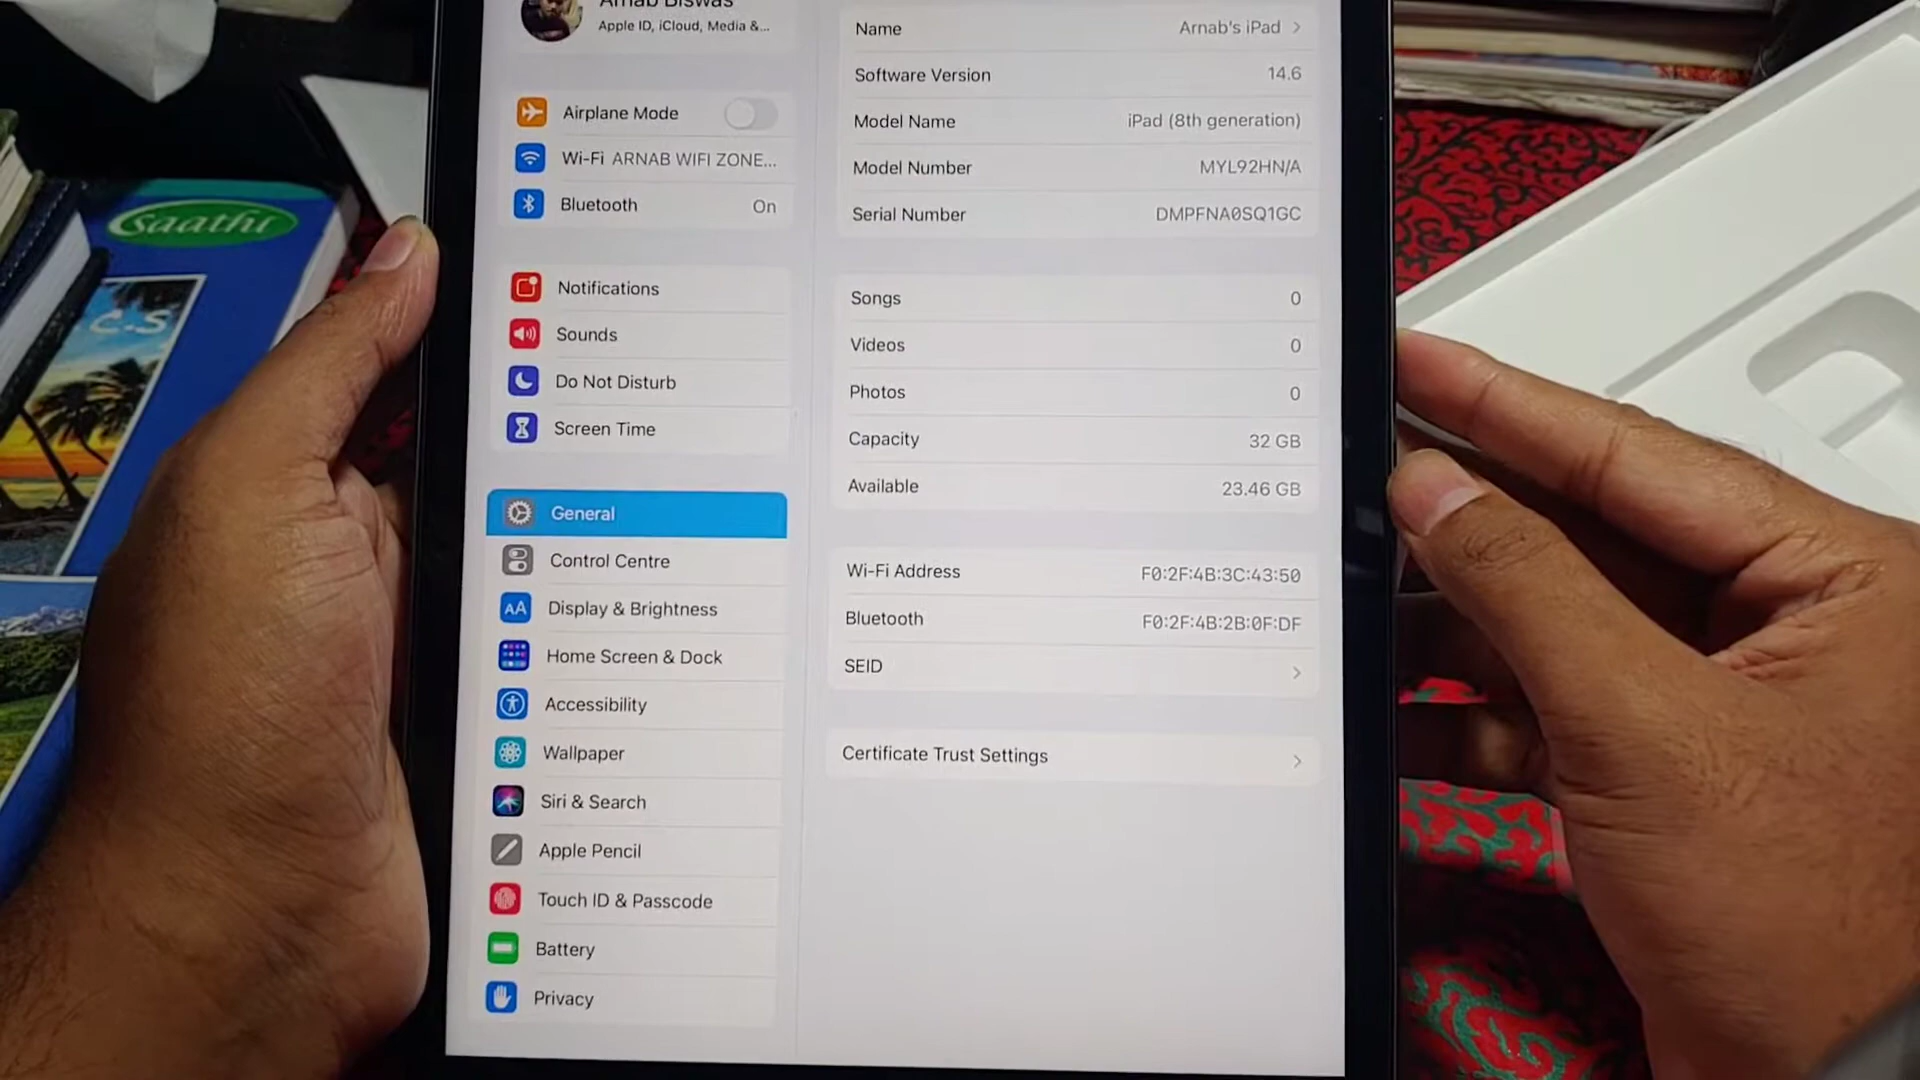 Arnab Biswas
Apple ID, iCloud, Media &...
Airplane Mode
Wi-Fi ARNAB WIFI ZONE...
Bluetooth On
Notifications
Sounds
Do Not Disturb
Screen Time
General
Control Centre
AA Display & Brightness
Home Screen & Dock
Accessibility
Wallpaper
Siri & Search
Apple Pencil
Touch ID & Passcode
Battery
Privacy
Name Arnab's iPad
Software Version 14.6
Model Name iPad (8th generation)
Model Number MYL92HN/A
Serial Number DMPFNA0SQ1GC
Songs 0
Videos 0
Photos 0
Capacity 32 GB
Available 23.46 GB
Wi-Fi Address F0:2F:4B:3C:43:50
Bluetooth F0:2F:4B:2B:0F:DF
SEID
Certificate Trust Settings
Saathi
C.S